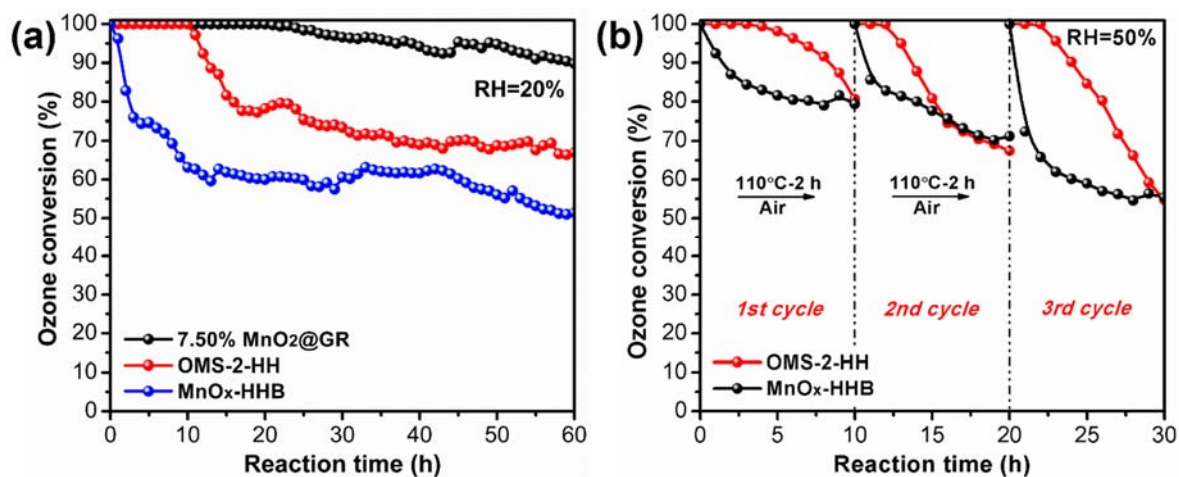 (a)
Ozone conversion (%)
100
90
80
70
60
50
40
30
20
10
0
RH=20%
7.50% MnO₂@GR
OMS-2-HH
MnOx-HHB
0 10 20 30 40 50 60
Reaction time (h)
(b)
Ozone conversion (%)
100
90
80
70
60
50
40
30
20
10
0
RH=50%
110°C-2 h
Air
110°C-2 h
Air
1st cycle 2nd cycle 3rd cycle
OMS-2-HH
MnOx-HHB
0 5 10 15 20 25 30
Reaction time (h)